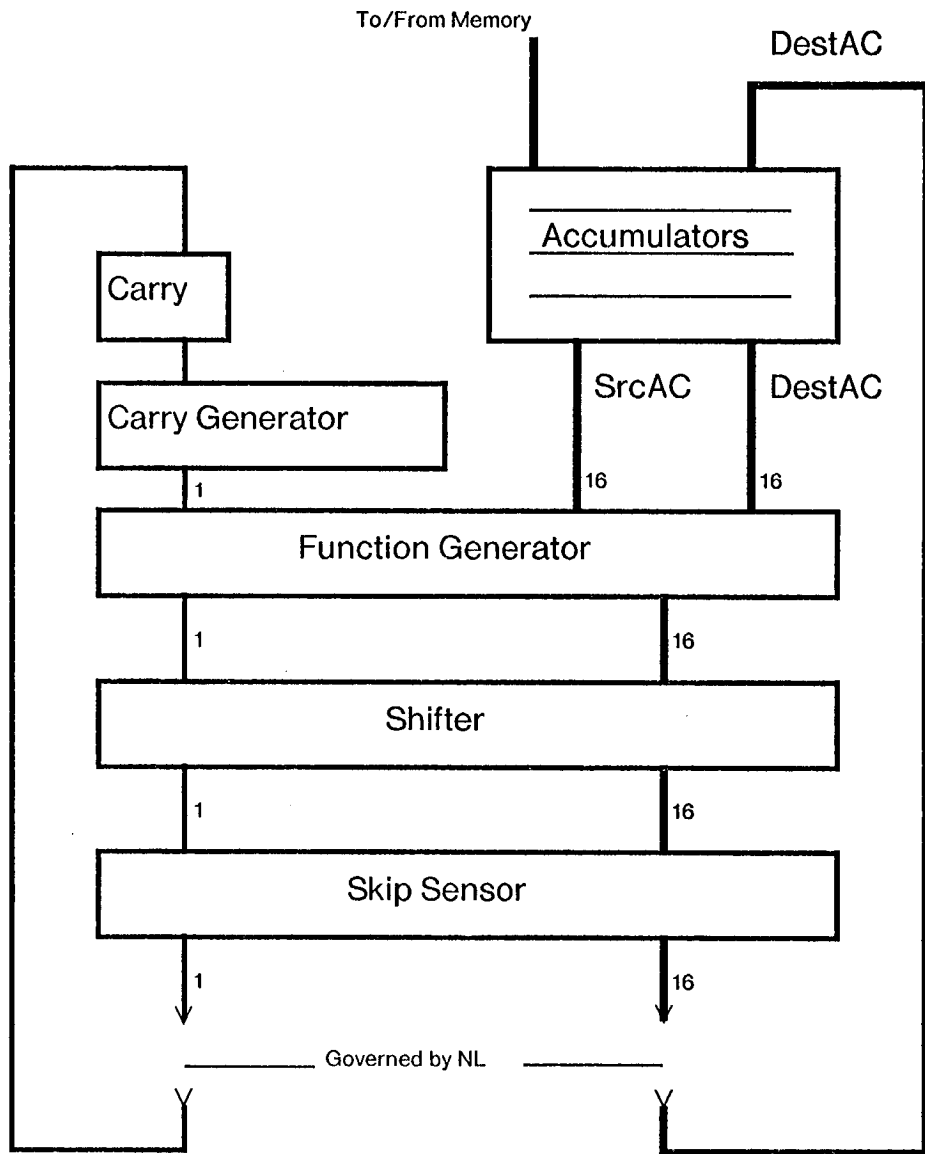 To/From Memory
DestAC
Accumulators
Carry
SrcAC
DestAC
Carry Generator
1
16
16
Function Generator
1
16
Shifter
1
16
Skip Sensor
1
16
Governed by NL